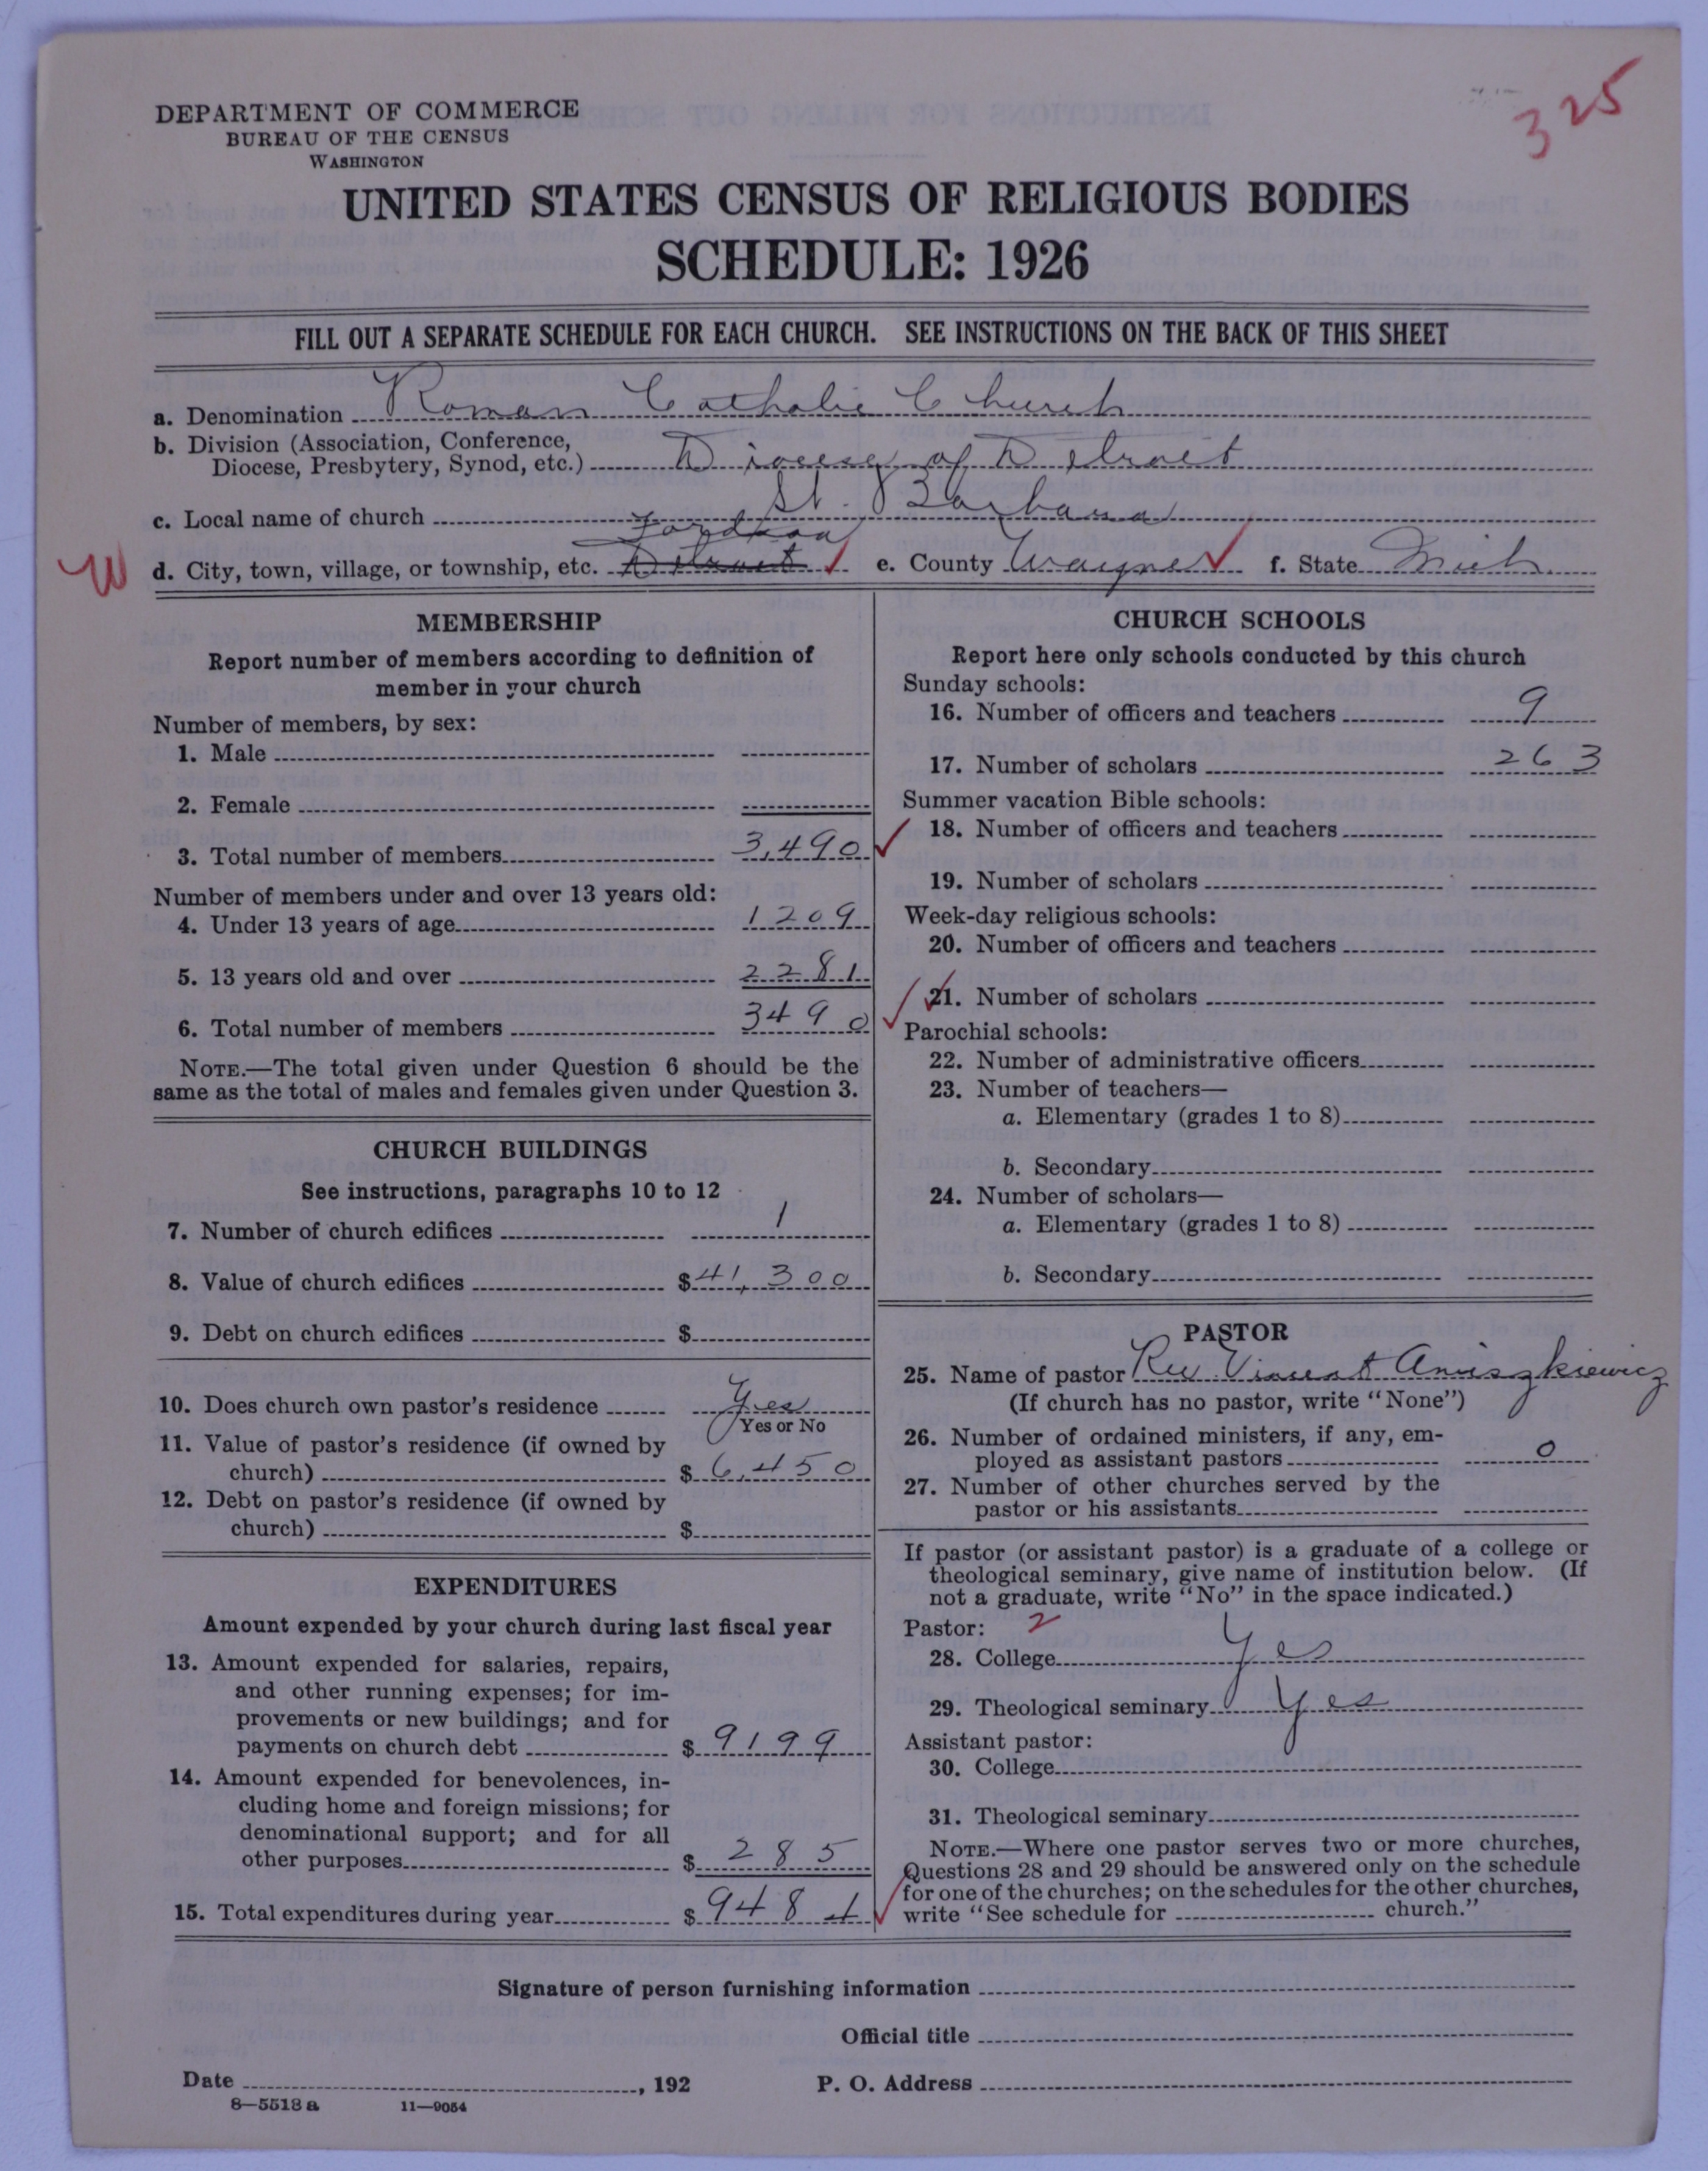 325
DEPARTMENT OF COMMERCE
BUREAU OF THE CENSUS
WASHINGTON
UNITED STATES CENSUS OF RELIGIOUS BODIES
SCHEDULE: 1926
FILL OUT A SEPARATE SCHEDULE FOR EACH CHURCH. SEE INSTRUCTIONS ON THE BACK OF THIS SHEET
a. Denomination Roman Catholic Church
b. Division (Association, Conference,
Diocese, Presbytery, Synod, etc.) Diocese of Detroit
c. Local name of church St. Barbara
Fordson
W d. City, town, village, or township, etc. Detroit e. County Wayne f. State Mich.
MEMBERSHIP
Report number of members according to definition of
member in your church
Number of members, by sex:
1. Male
2. Female
3. Total number of members 3,490
Number of members under and over 13 years old:
4. Under 13 years of age 1209
5. 13 years old and over 2281
6. Total number of members 3490
NOTE.—The total given under Question 6 should be the
same as the total of males and females given under Question 3.
CHURCH BUILDINGS
See instructions, paragraphs 10 to 12
7. Number of church edifices 1
8. Value of church edifices $41,300
9. Debt on church edifices $
10. Does church own pastor's residence Yes
Yes or No
11. Value of pastor's residence (if owned by
church) $6,450
12. Debt on pastor's residence (if owned by
church) $
EXPENDITURES
Amount expended by your church during last fiscal year
13. Amount expended for salaries, repairs,
and other running expenses; for im-
provements or new buildings; and for
payments on church debt $9199
14. Amount expended for benevolences, in-
cluding home and foreign missions; for
denominational support; and for all
other purposes $285
15. Total expenditures during year $9484
CHURCH SCHOOLS
Report here only schools conducted by this church
Sunday schools:
16. Number of officers and teachers 9
17. Number of scholars 263
Summer vacation Bible schools:
18. Number of officers and teachers
19. Number of scholars
Week-day religious schools:
20. Number of officers and teachers
21. Number of scholars
Parochial schools:
22. Number of administrative officers
23. Number of teachers—
a. Elementary (grades 1 to 8)
b. Secondary
24. Number of scholars—
a. Elementary (grades 1 to 8)
b. Secondary
PASTOR
25. Name of pastor Rev. Vincent Aniszkiewicz
(If church has no pastor, write "None")
26. Number of ordained ministers, if any, em-
ployed as assistant pastors 0
27. Number of other churches served by the
pastor or his assistants
If pastor (or assistant pastor) is a graduate of a college or
theological seminary, give name of institution below. (If
not a graduate, write "No" in the space indicated.)
Pastor: 2
28. College Yes
29. Theological seminary Yes
Assistant pastor:
30. College
31. Theological seminary
NOTE.—Where one pastor serves two or more churches,
Questions 28 and 29 should be answered only on the schedule
for one of the churches; on the schedules for the other churches,
write "See schedule for church."
Signature of person furnishing information
Official title
Date , 192 P. O. Address
8—5513 a 11—9054